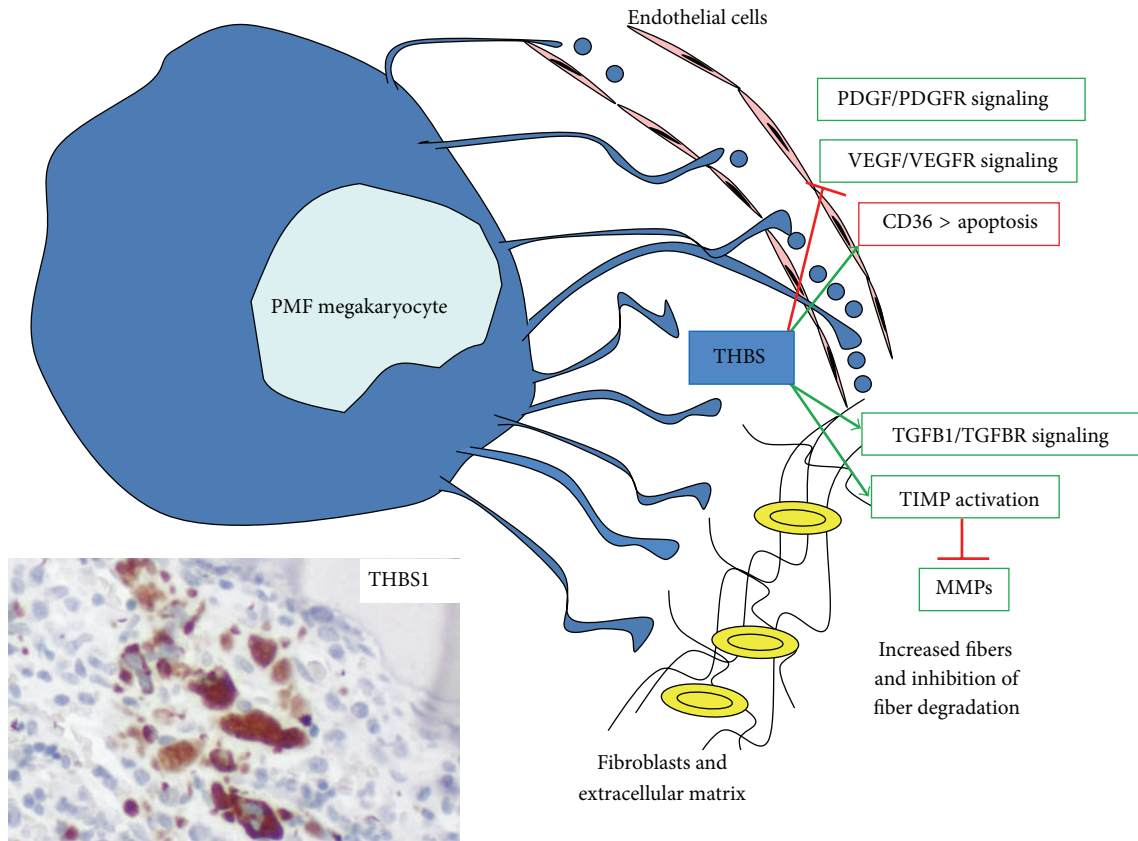 Endothelial cells
PDGF/PDGFR signaling
VEGF/VEGFR signaling
CD36 > apoptosis
PMF megakaryocyte
THBS
TGFB1/TGFBR signaling
TIMP activation
MMPs
THBS1
Increased fibers
and inhibition of
fiber degradation
Fibroblasts and
extracellular matrix